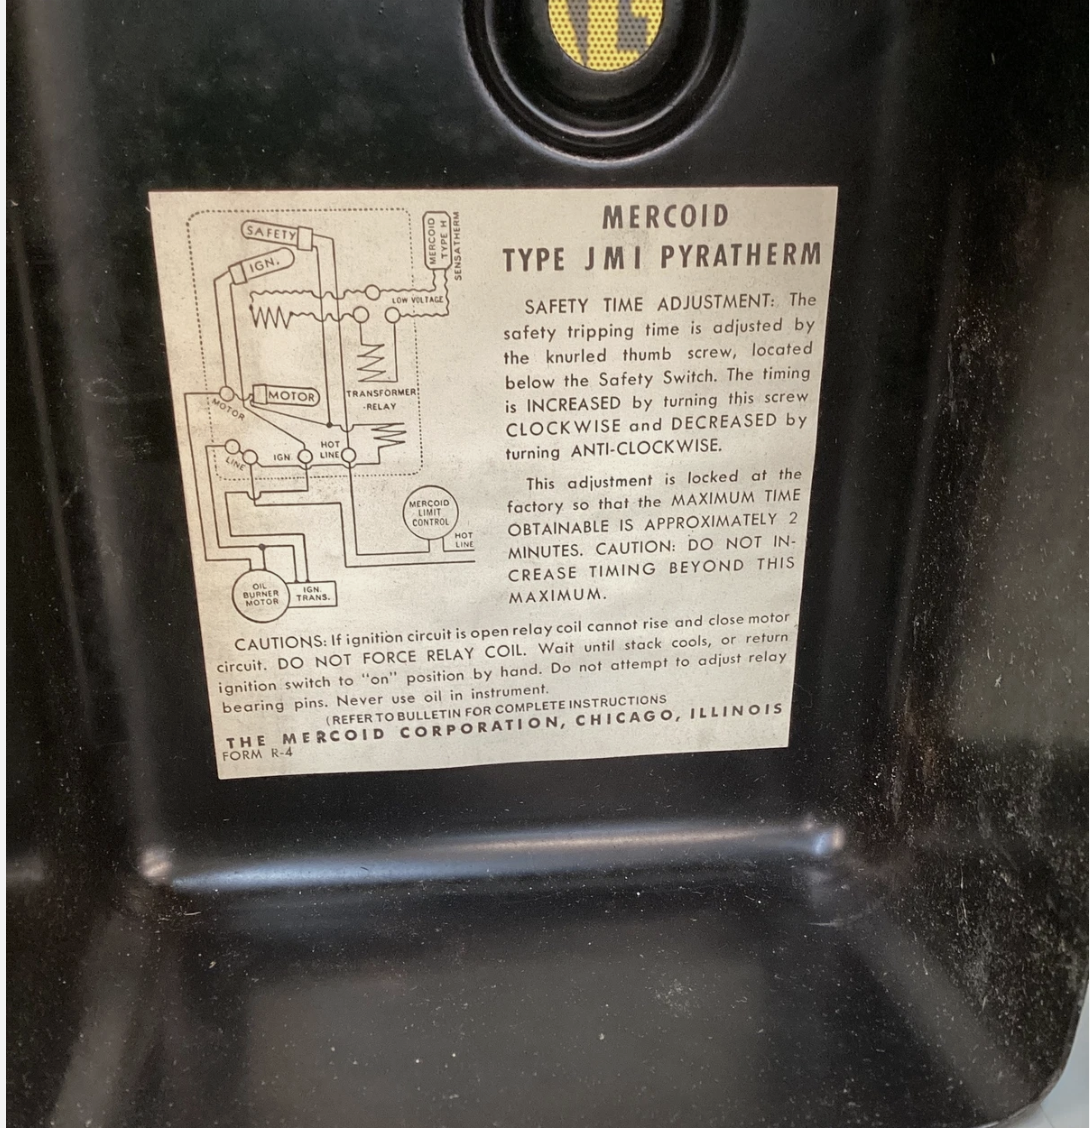 SAFETY
IGN.
MERCOID
TYPE H
SENSATHERM
LOW VOLTAGE
MOTOR
MOTOR
TRANSFORMER
-RELAY
LINE
IGN
HOT
LINE
MERCOID
LIMIT
CONTROL
HOT
LINE
OIL
BURNER
MOTOR
IGN.
TRANS.
MERCOID
TYPE JMI PYRATHERM
SAFETY TIME ADJUSTMENT: The
safety tripping time is adjusted by
the knurled thumb screw, located
below the Safety Switch. The timing
is INCREASED by turning this screw
CLOCKWISE and DECREASED by
turning ANTI-CLOCKWISE.
This adjustment is locked at the
factory so that the MAXIMUM TIME
OBTAINABLE IS APPROXIMATELY 2
MINUTES. CAUTION: DO NOT IN-
CREASE TIMING BEYOND THIS
MAXIMUM.
CAUTIONS: If ignition circuit is open relay coil cannot rise and close motor
circuit. DO NOT FORCE RELAY COIL. Wait until stack cools, or return
ignition switch to "on" position by hand. Do not attempt to adjust relay
bearing pins. Never use oil in instrument.
(REFER TO BULLETIN FOR COMPLETE INSTRUCTIONS
THE MERCOID CORPORATION, CHICAGO, ILLINOIS
FORM R-4